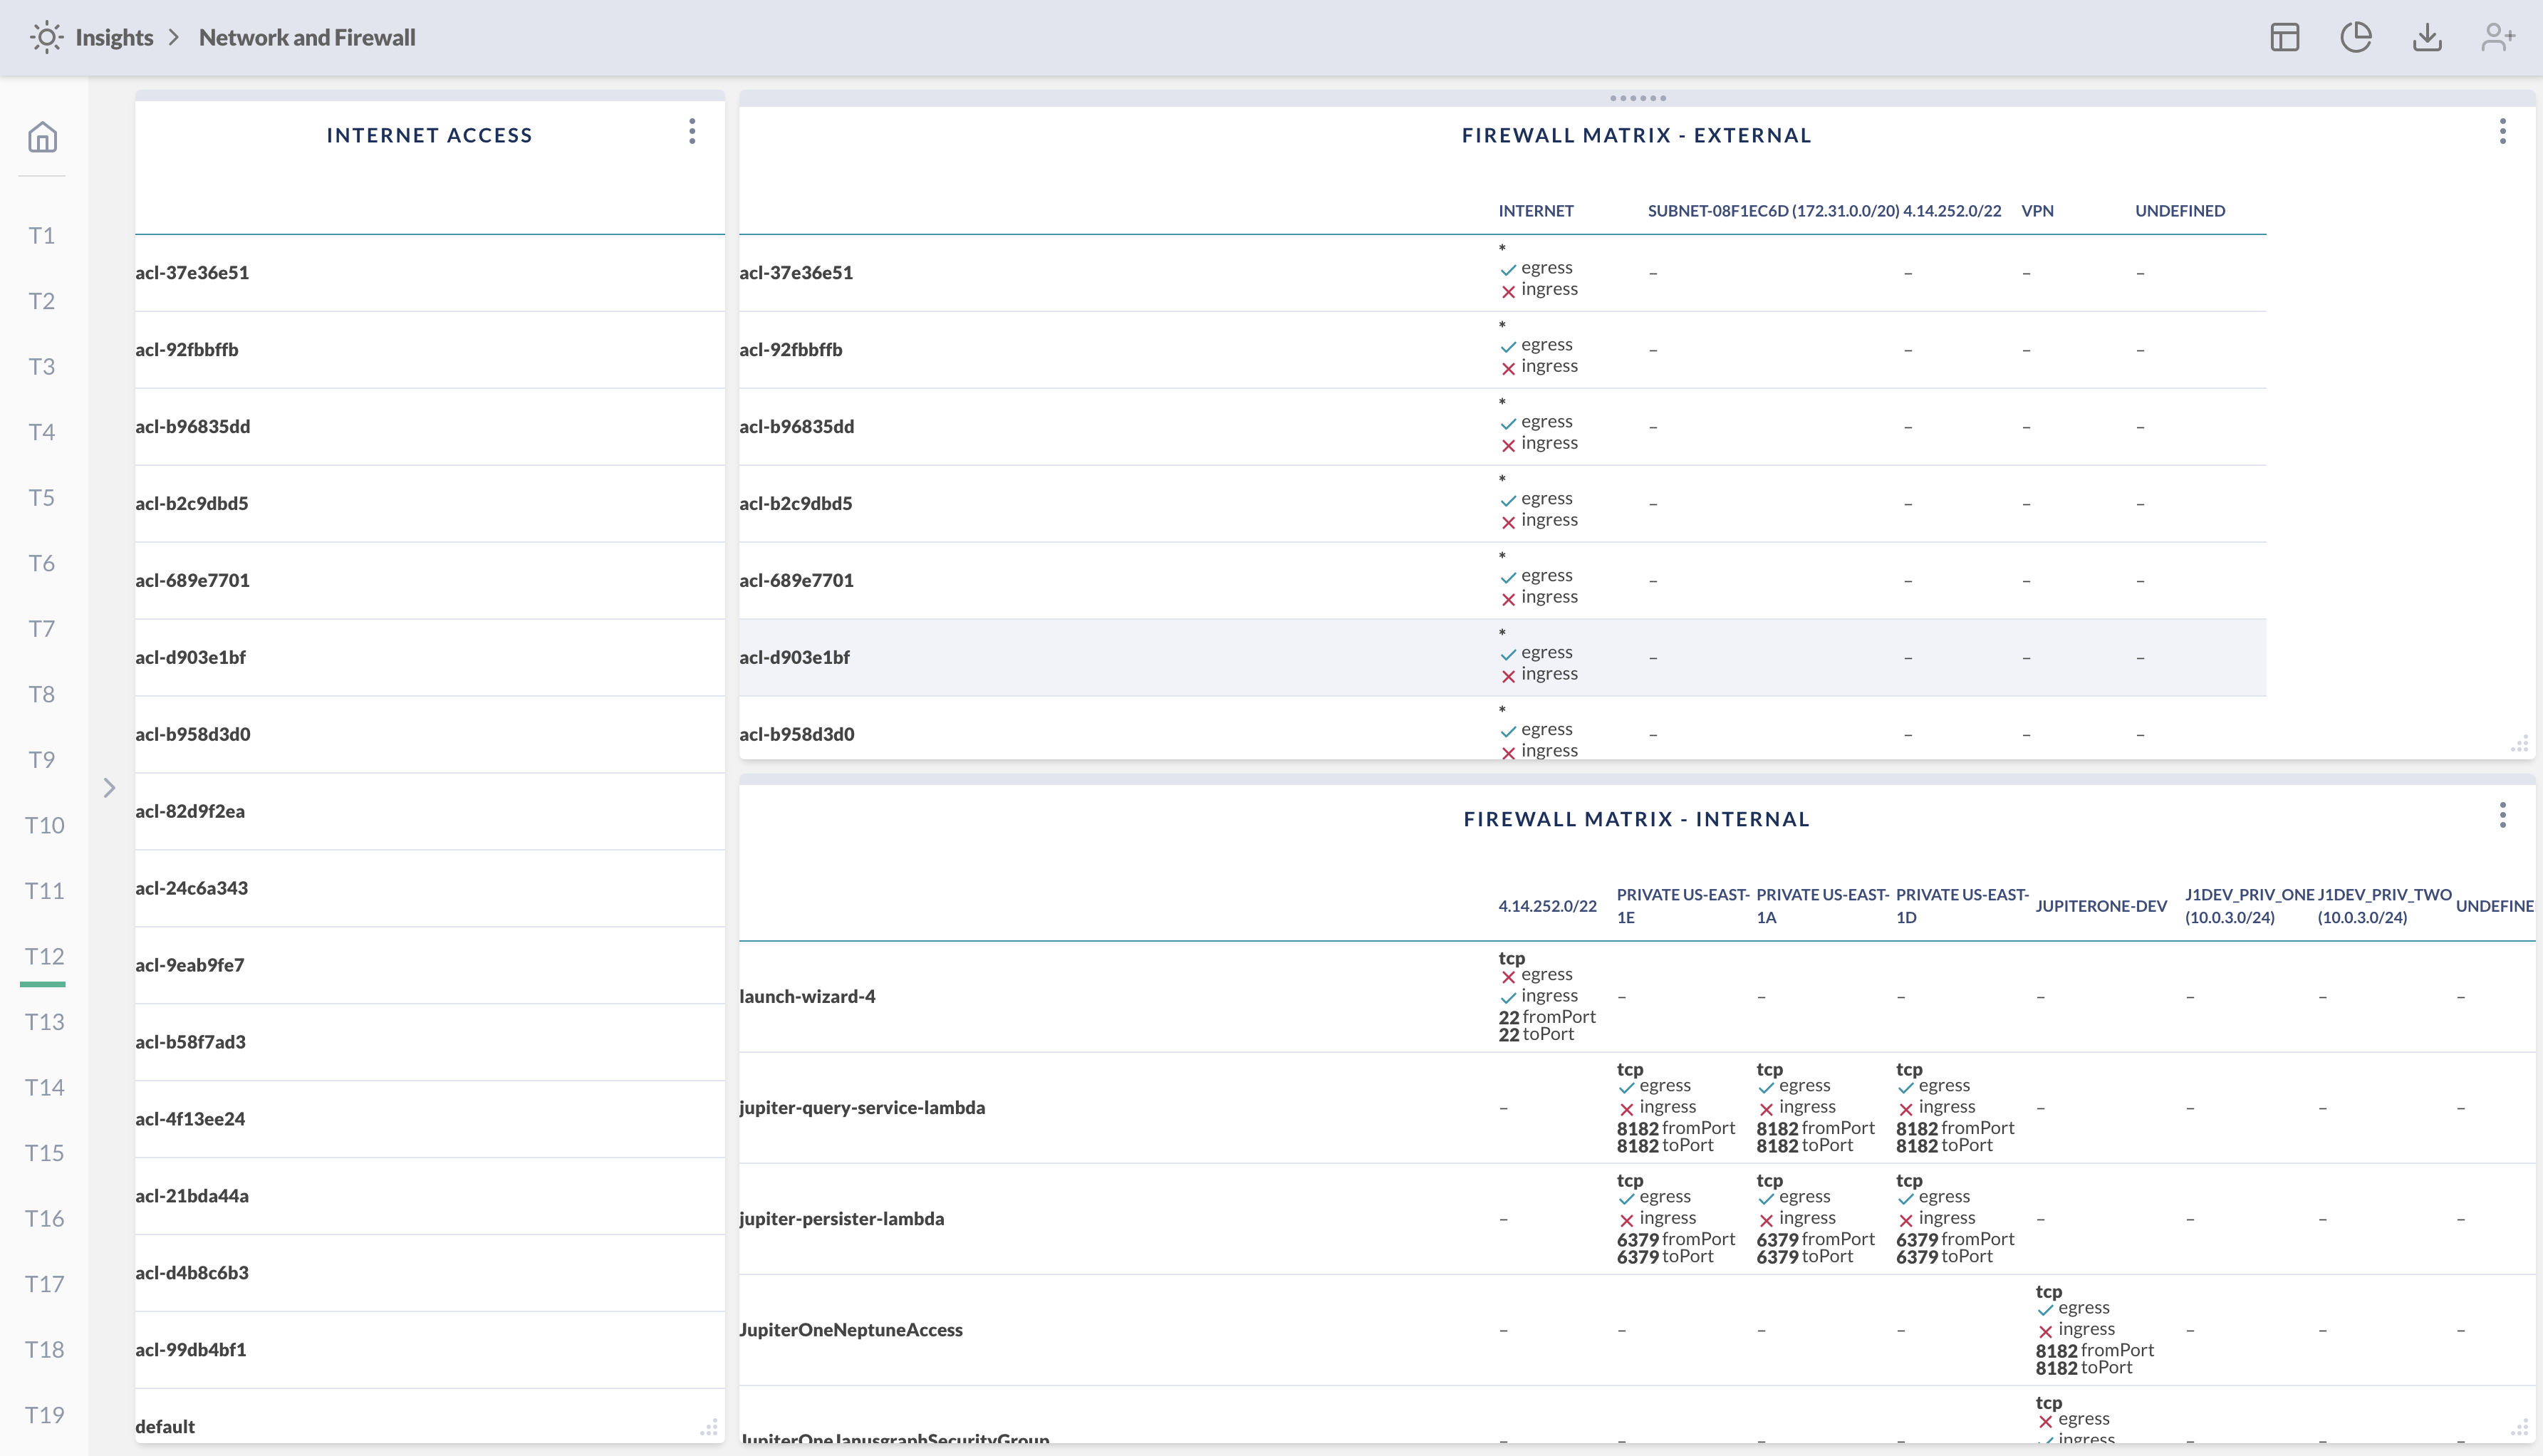 Insights > Network and Firewall
T1
T2
T3
T4
T5
T6
T7
T8
T9
T10
T11
T12
T13
T14
T15
T16
T17
T18
T19
INTERNET ACCESS
acl-37e36e51
acl-92fbbffb
acl-b96835dd
acl-b2c9dbd5
acl-689e7701
acl-d903e1bf
acl-b958d3d0
acl-82d9f2ea
acl-24c6a343
acl-9eab9fe7
acl-b58f7ad3
acl-4f13ee24
acl-21bda44a
acl-d4b8c6b3
acl-99db4bf1
default
FIREWALL MATRIX - EXTERNAL
INTERNET SUBNET-08F1EC6D (172.31.0.0/20) 4.14.252.0/22 VPN UNDEFINED
*
egress
acl-37e36e51 – – – –
ingress
*
egress
acl-92fbbffb – – – –
ingress
*
egress
acl-b96835dd – – – –
ingress
*
egress
acl-b2c9dbd5 – – – –
ingress
*
egress
acl-689e7701 – – – –
ingress
*
egress
acl-d903e1bf – – – –
ingress
*
egress
acl-b958d3d0 – – – –
ingress
FIREWALL MATRIX - INTERNAL
4.14.252.0/22 PRIVATE US-EAST-1E PRIVATE US-EAST-1A PRIVATE US-EAST-1D JUPITERONE-DEV J1DEV_PRIV_ONE (10.0.3.0/24) J1DEV_PRIV_TWO (10.0.3.0/24) UNDEFINE
tcp
egress
launch-wizard-4 ingress – – – – – – –
22 fromPort
22 toPort
tcp tcp tcp
egress egress egress
jupiter-query-service-lambda – ingress ingress ingress – – – –
8182 fromPort 8182 fromPort 8182 fromPort
8182 toPort 8182 toPort 8182 toPort
tcp tcp tcp
egress egress egress
jupiter-persister-lambda – ingress ingress ingress – – – –
6379 fromPort 6379 fromPort 6379 fromPort
6379 toPort 6379 toPort 6379 toPort
tcp
egress
JupiterOneNeptuneAccess – – – – ingress – – –
8182 fromPort
8182 toPort
tcp
egress
JupiterOneJanusgraphSecurityGroup – – – – ingress – – –